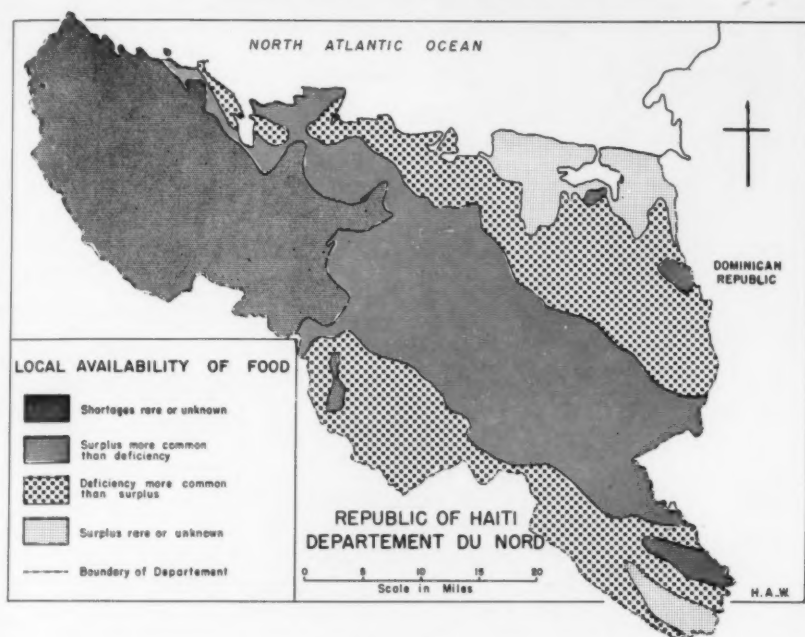 NORTH ATLANTIC OCEAN
DOMINICAN
REPUBLIC
LOCAL AVAILABILITY OF FOOD
Shortages rare or unknown
Surplus more common
than deficiency
Deficiency more common
than surplus
Surplus rare or unknown
Boundary of Departement
REPUBLIC OF HAITI
DEPARTEMENT DU NORD
0 5 10 15 20
Scale in Miles
H.A.W.